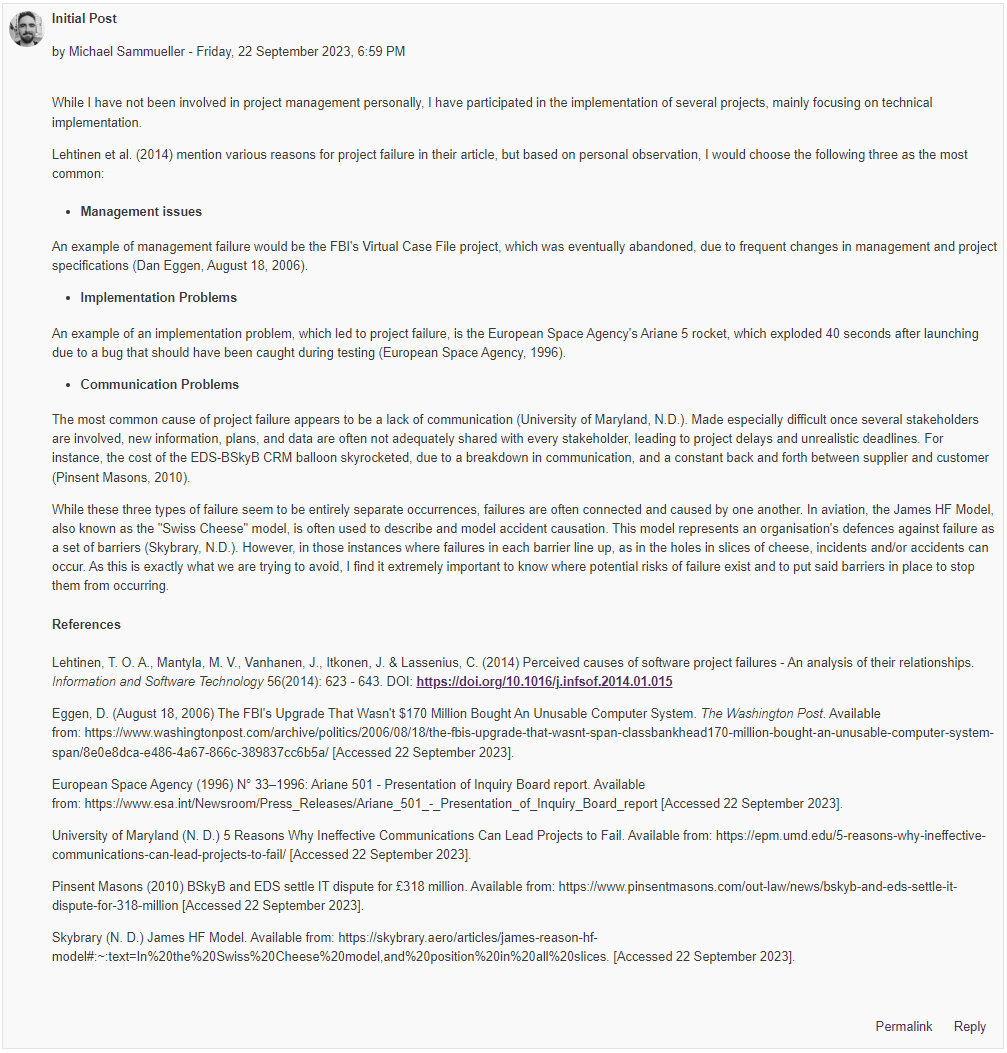 Initial Post
by Michael Sammueller - Friday, 22 September 2023, 6:59 PM
While I have not been involved in project management personally, I have participated in the implementation of several projects, mainly focusing on technical
implementation.
Lehtinen et al. (2014) mention various reasons for project failure in their article, but based on personal observation, I would choose the following three as the most
common:
• Management issues
An example of management failure would be the FBI's Virtual Case File project, which was eventually abandoned, due to frequent changes in management and project
specifications (Dan Eggen, August 18, 2006).
• Implementation Problems
An example of an implementation problem, which led to project failure, is the European Space Agency's Ariane 5 rocket, which exploded 40 seconds after launching
due to a bug that should have been caught during testing (European Space Agency, 1996).
• Communication Problems
The most common cause of project failure appears to be a lack of communication (University of Maryland, N.D.). Made especially difficult once several stakeholders
are involved, new information, plans, and data are often not adequately shared with every stakeholder, leading to project delays and unrealistic deadlines. For
instance, the cost of the EDS-BSkyB CRM balloon skyrocketed, due to a breakdown in communication, and a constant back and forth between supplier and customer
(Pinsent Masons, 2010).
While these three types of failure seem to be entirely separate occurrences, failures are often connected and caused by one another. In aviation, the James HF Model,
also known as the "Swiss Cheese" model, is often used to describe and model accident causation. This model represents an organisation's defences against failure as
a set of barriers (Skybrary, N.D.). However, in those instances where failures in each barrier line up, as in the holes in slices of cheese, incidents and/or accidents can
occur. As this is exactly what we are trying to avoid, I find it extremely important to know where potential risks of failure exist and to put said barriers in place to stop
them from occurring.
References
Lehtinen, T. O. A., Mantyla, M. V., Vanhanen, J., Itkonen, J. & Lassenius, C. (2014) Perceived causes of software project failures - An analysis of their relationships.
Information and Software Technology 56(2014): 623 - 643. DOI: https://doi.org/10.1016/j.infsof.2014.01.015
Eggen, D. (August 18, 2006) The FBI's Upgrade That Wasn't $170 Million Bought An Unusable Computer System. The Washington Post. Available
from: https://www.washingtonpost.com/archive/politics/2006/08/18/the-fbis-upgrade-that-wasnt-span-classbankhead170-million-bought-an-unusable-computer-system-
span/8e0e8dca-e486-4a67-866c-389837cc6b5a/ [Accessed 22 September 2023].
European Space Agency (1996) N° 33–1996: Ariane 501 - Presentation of Inquiry Board report. Available
from: https://www.esa.int/Newsroom/Press_Releases/Ariane_501_-_Presentation_of_Inquiry_Board_report [Accessed 22 September 2023].
University of Maryland (N. D.) 5 Reasons Why Ineffective Communications Can Lead Projects to Fail. Available from: https://epm.umd.edu/5-reasons-why-ineffective-
communications-can-lead-projects-to-fail/ [Accessed 22 September 2023].
Pinsent Masons (2010) BSkyB and EDS settle IT dispute for £318 million. Available from: https://www.pinsentmasons.com/out-law/news/bskyb-and-eds-settle-it-
dispute-for-318-million [Accessed 22 September 2023].
Skybrary (N. D.) James HF Model. Available from: https://skybrary.aero/articles/james-reason-hf-
model#:~:text=In%20the%20Swiss%20Cheese%20model,and%20position%20in%20all%20slices. [Accessed 22 September 2023].
Permalink Reply